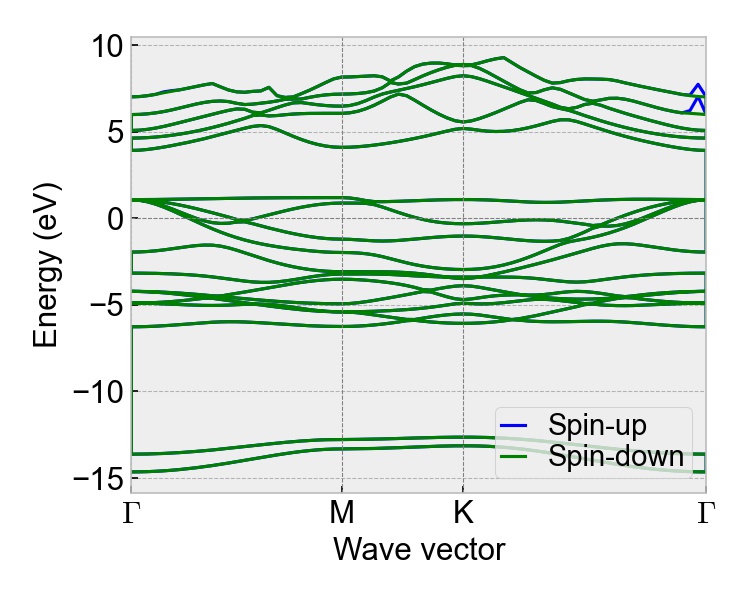 10
5
0
−5
−10
−15
Energy (eV)
Spin-up
Spin-down
Γ M K Γ
Wave vector